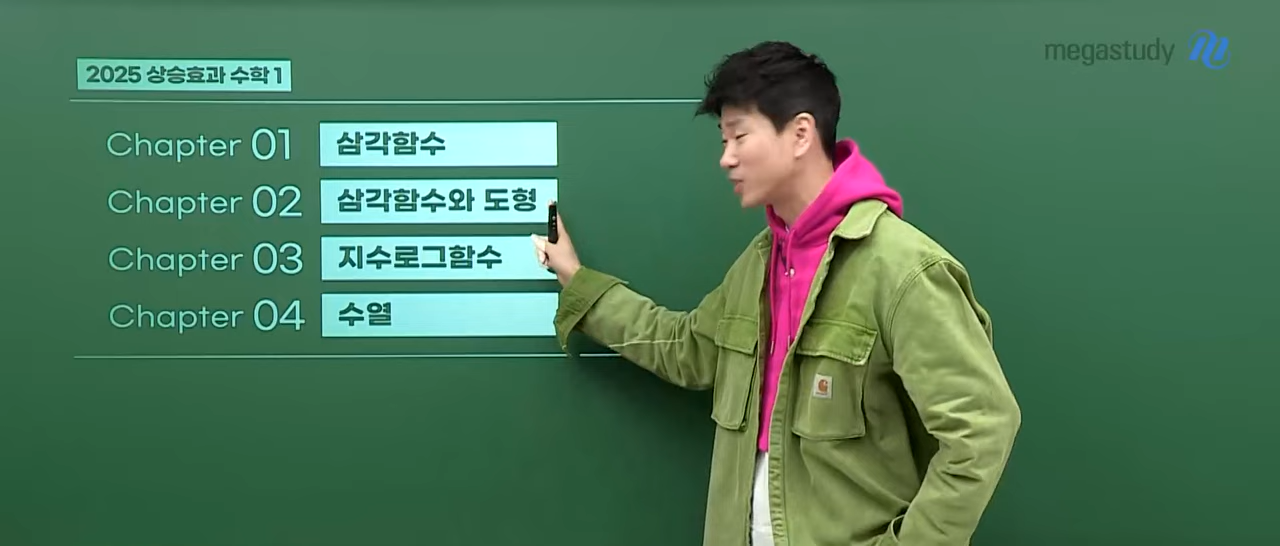 megastudy
2025 상승효과 수학 1
Chapter 01 삼각함수
Chapter 02 삼각함수와 도형
Chapter 03 지수로그함수
Chapter 04 수열